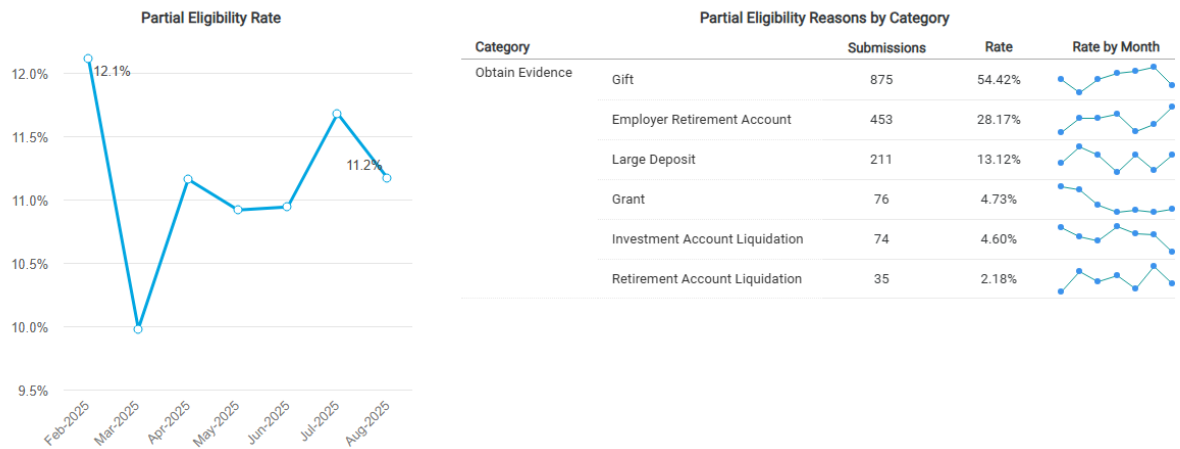 Partial Eligibility Rate
12.0%
11.5%
11.0%
10.5%
10.0%
9.5%
12.1%
11.2%
Feb-2025
Mar-2025
Apr-2025
May-2025
Jun-2025
Jul-2025
Aug-2025
Partial Eligibility Reasons by Category
Category Submissions Rate Rate by Month
Obtain Evidence Gift 875 54.42%
Employer Retirement Account 453 28.17%
Large Deposit 211 13.12%
Grant 76 4.73%
Investment Account Liquidation 74 4.60%
Retirement Account Liquidation 35 2.18%